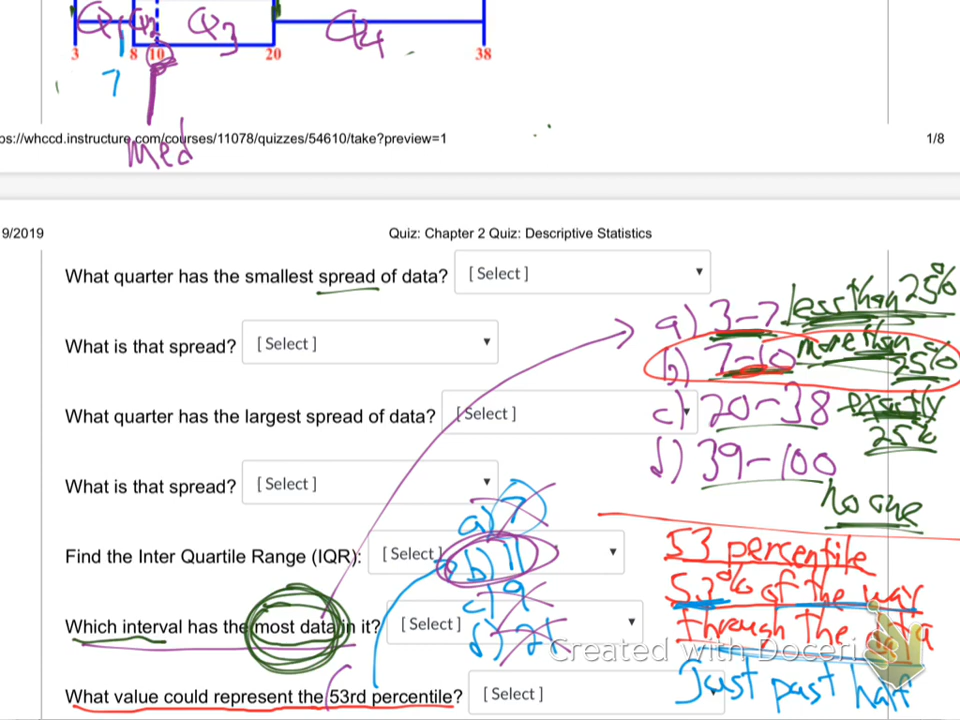 Q1 Q2 Q3 Q4
3 8 10 20 38
7
med
ps://whccd.instructure.com/courses/11078/quizzes/54610/take?preview=1 1/8
9/2019 Quiz: Chapter 2 Quiz: Descriptive Statistics
What quarter has the smallest spread of data? [ Select ]
What is that spread? [ Select ]
What quarter has the largest spread of data? [ Select ]
What is that spread? [ Select ]
Find the Inter Quartile Range (IQR): [ Select ]
Which interval has the most data in it? [ Select ]
What value could represent the 53rd percentile? [ Select ]
a) 3-7 less than 25%
b) 7-10 more than 25%
c) 20-38 exactly 25%
d) 39-100
no one
a) 7
b) 11
c) 9
d) 21
53 percentile
53% of the way
through the data
Just past half
Created with Doceri